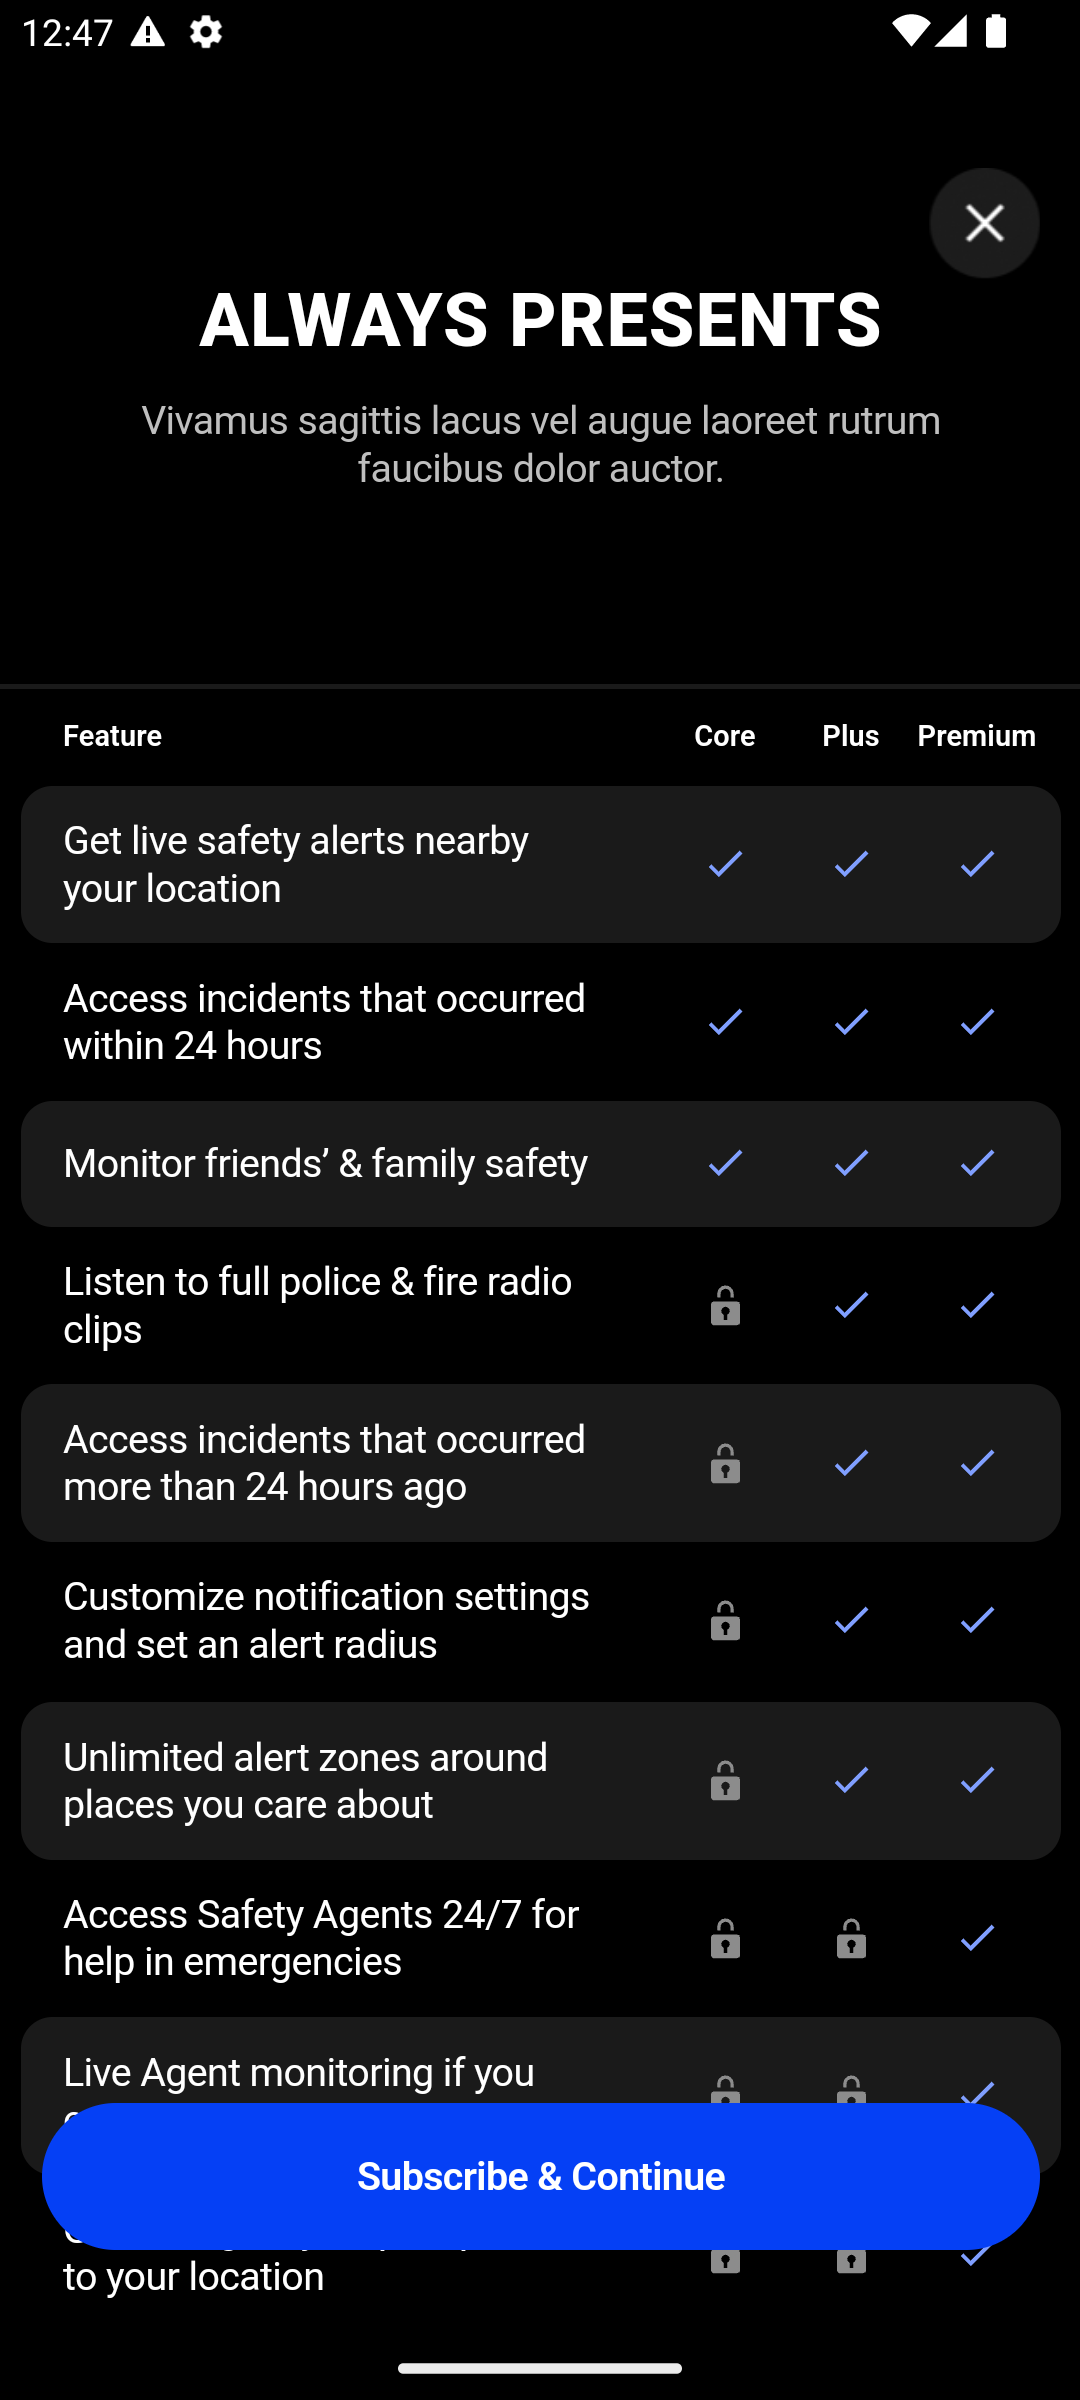 12:47
ALWAYS PRESENTS
Vivamus sagittis lacus vel augue laoreet rutrum
faucibus dolor auctor.
Feature Core Plus Premium
Get live safety alerts nearby
your location
Access incidents that occurred
within 24 hours
Monitor friends’ & family safety
Listen to full police & fire radio
clips
Access incidents that occurred
more than 24 hours ago
Customize notification settings
and set an alert radius
Unlimited alert zones around
places you care about
Access Safety Agents 24/7 for
help in emergencies
Live Agent monitoring if you
Subscribe & Continue
to your location